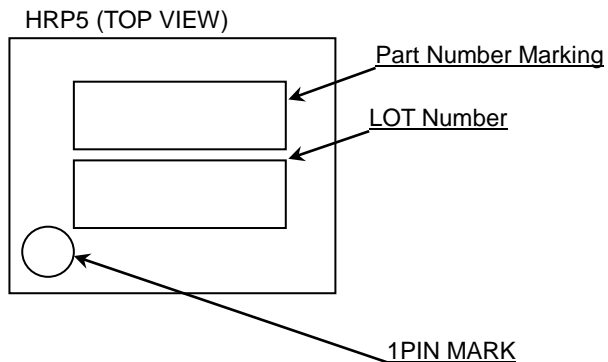 HRP5 (TOP VIEW)
Part Number Marking
LOT Number
1PIN MARK